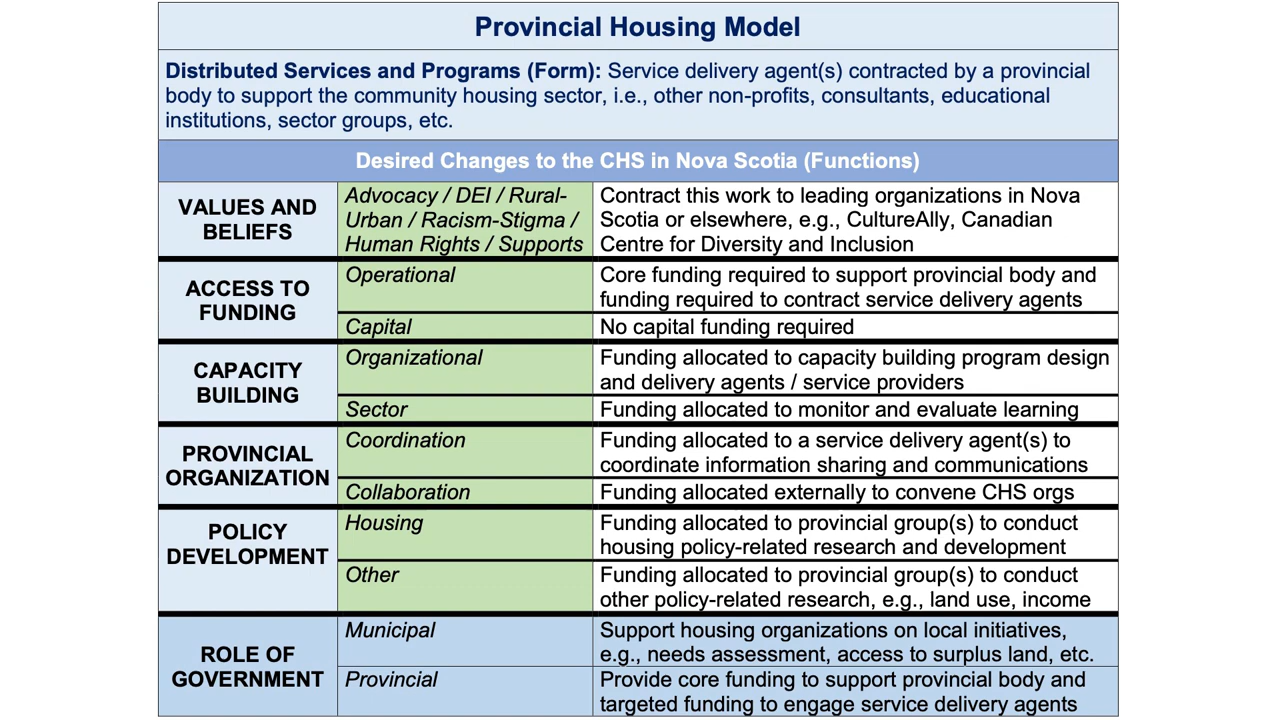 Provincial Housing Model
Distributed Services and Programs (Form): Service delivery agent(s) contracted by a provincial
body to support the community housing sector, i.e., other non-profits, consultants, educational
institutions, sector groups, etc.
Desired Changes to the CHS in Nova Scotia (Functions)
VALUES AND
BELIEFS
Advocacy / DEI / Rural-
Urban / Racism-Stigma /
Human Rights / Supports
Contract this work to leading organizations in Nova
Scotia or elsewhere, e.g., CultureAlly, Canadian
Centre for Diversity and Inclusion
ACCESS TO
FUNDING
Operational
Core funding required to support provincial body and
funding required to contract service delivery agents
Capital
No capital funding required
CAPACITY
BUILDING
Organizational
Funding allocated to capacity building program design
and delivery agents / service providers
Sector
Funding allocated to monitor and evaluate learning
PROVINCIAL
ORGANIZATION
Coordination
Funding allocated to a service delivery agent(s) to
coordinate information sharing and communications
Collaboration
Funding allocated externally to convene CHS orgs
POLICY
DEVELOPMENT
Housing
Funding allocated to provincial group(s) to conduct
housing policy-related research and development
Other
Funding allocated to provincial group(s) to conduct
other policy-related research, e.g., land use, income
ROLE OF
GOVERNMENT
Municipal
Support housing organizations on local initiatives,
e.g., needs assessment, access to surplus land, etc.
Provincial
Provide core funding to support provincial body and
targeted funding to engage service delivery agents